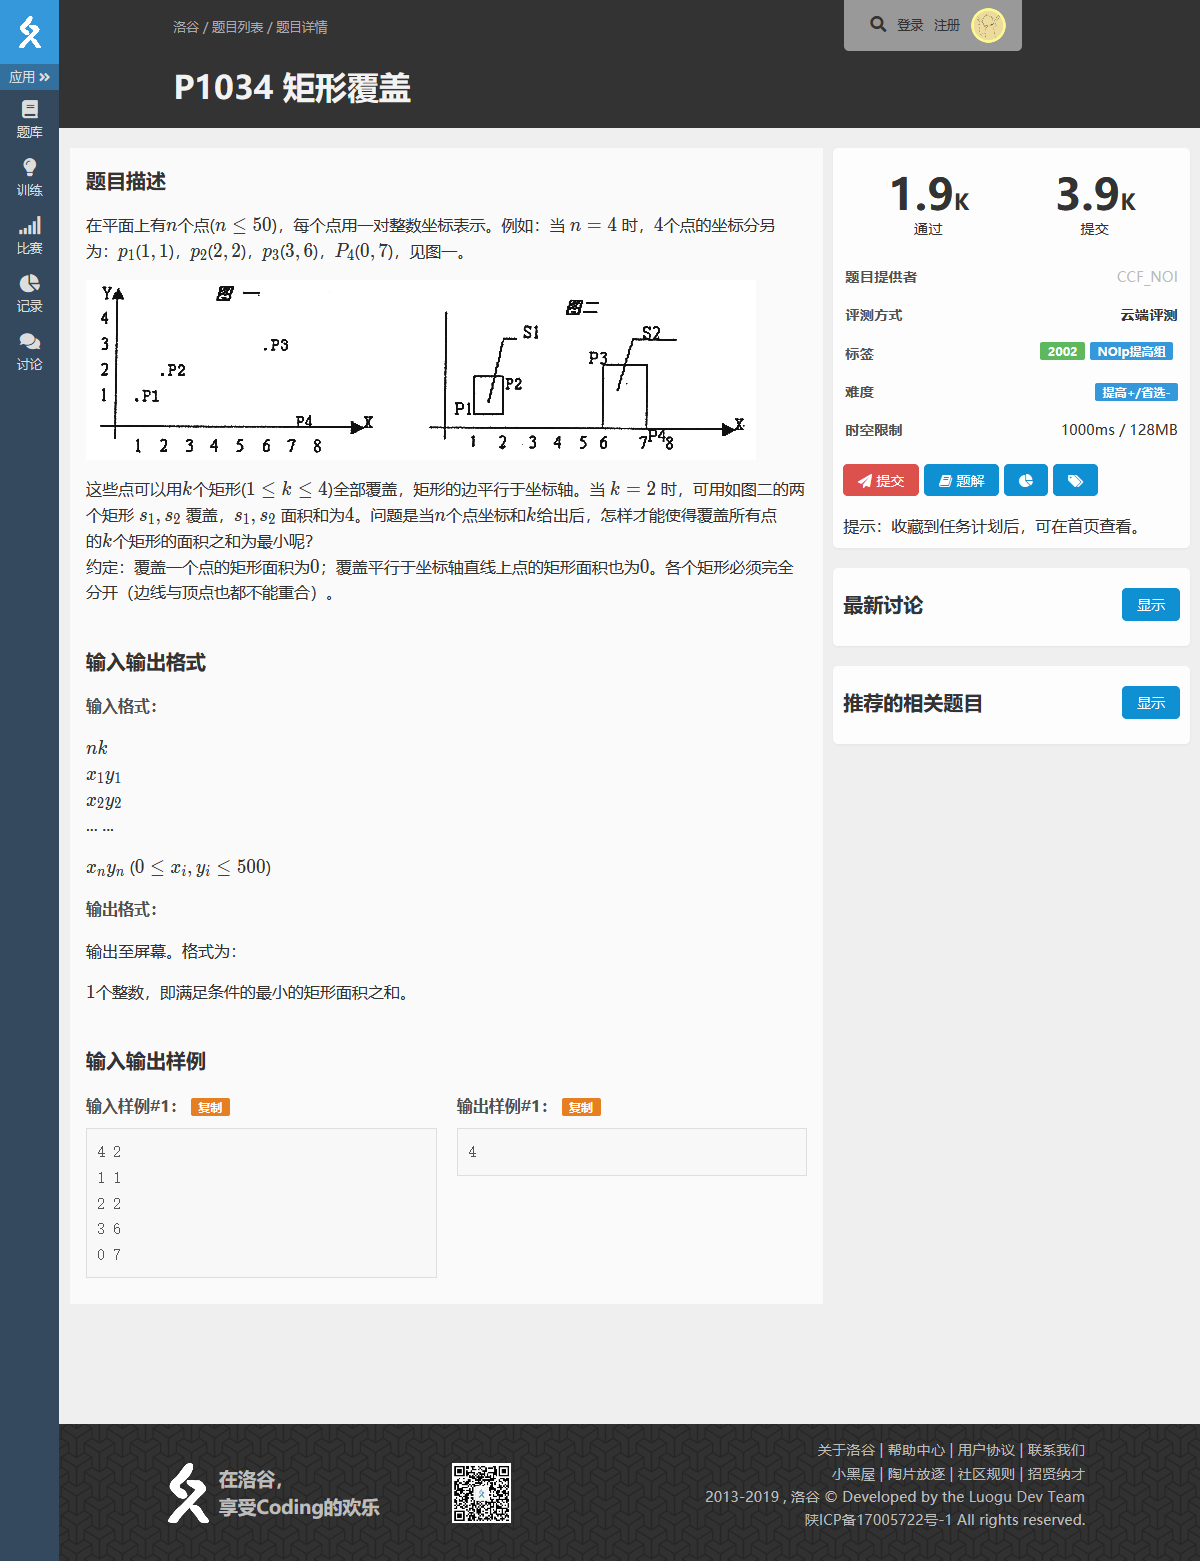 洛谷 / 题目列表 / 题目详情
登录 注册
P1034 矩形覆盖
应用
题库
训练
比赛
记录
讨论
题目描述
在平面上有n个点(n ≤ 50)，每个点用一对整数坐标表示。例如：当 n = 4 时，4个点的坐标分另
为：p1(1, 1)，p2(2, 2)，p3(3, 6)，P4(0, 7)，见图一。
图 一
Y
4
3
2
1
.P3
.P2
.P1
P4
X
1 2 3 4 5 6 7 8
图二
S1
S2
P3
P2
P1
P4
X
1 2 3 4 5 6 7 8
这些点可以用k个矩形(1 ≤ k ≤ 4)全部覆盖，矩形的边平行于坐标轴。当 k = 2 时，可用如图二的两
个矩形 s1, s2 覆盖，s1, s2 面积和为4。问题是当n个点坐标和k给出后，怎样才能使得覆盖所有点
的k个矩形的面积之和为最小呢？
约定：覆盖一个点的矩形面积为0；覆盖平行于坐标轴直线上点的矩形面积也为0。各个矩形必须完全
分开（边线与顶点也都不能重合）。
输入输出格式
输入格式：
nk
x1y1
x2y2
... ...
xnyn (0 ≤ xi, yi ≤ 500)
输出格式：
输出至屏幕。格式为：
1个整数，即满足条件的最小的矩形面积之和。
输入输出样例
输入样例#1： 复制
4 2
1 1
2 2
3 6
0 7
输出样例#1： 复制
4
1.9K
通过
3.9K
提交
题目提供者 CCF_NOI
评测方式 云端评测
标签 2002 NOIp提高组
难度 提高+/省选-
时空限制 1000ms / 128MB
提交 题解
提示：收藏到任务计划后，可在首页查看。
最新讨论 显示
推荐的相关题目 显示
在洛谷，
享受Coding的欢乐
关于洛谷 | 帮助中心 | 用户协议 | 联系我们
小黑屋 | 陶片放逐 | 社区规则 | 招贤纳才
2013-2019 , 洛谷 © Developed by the Luogu Dev Team
陕ICP备17005722号-1 All rights reserved.